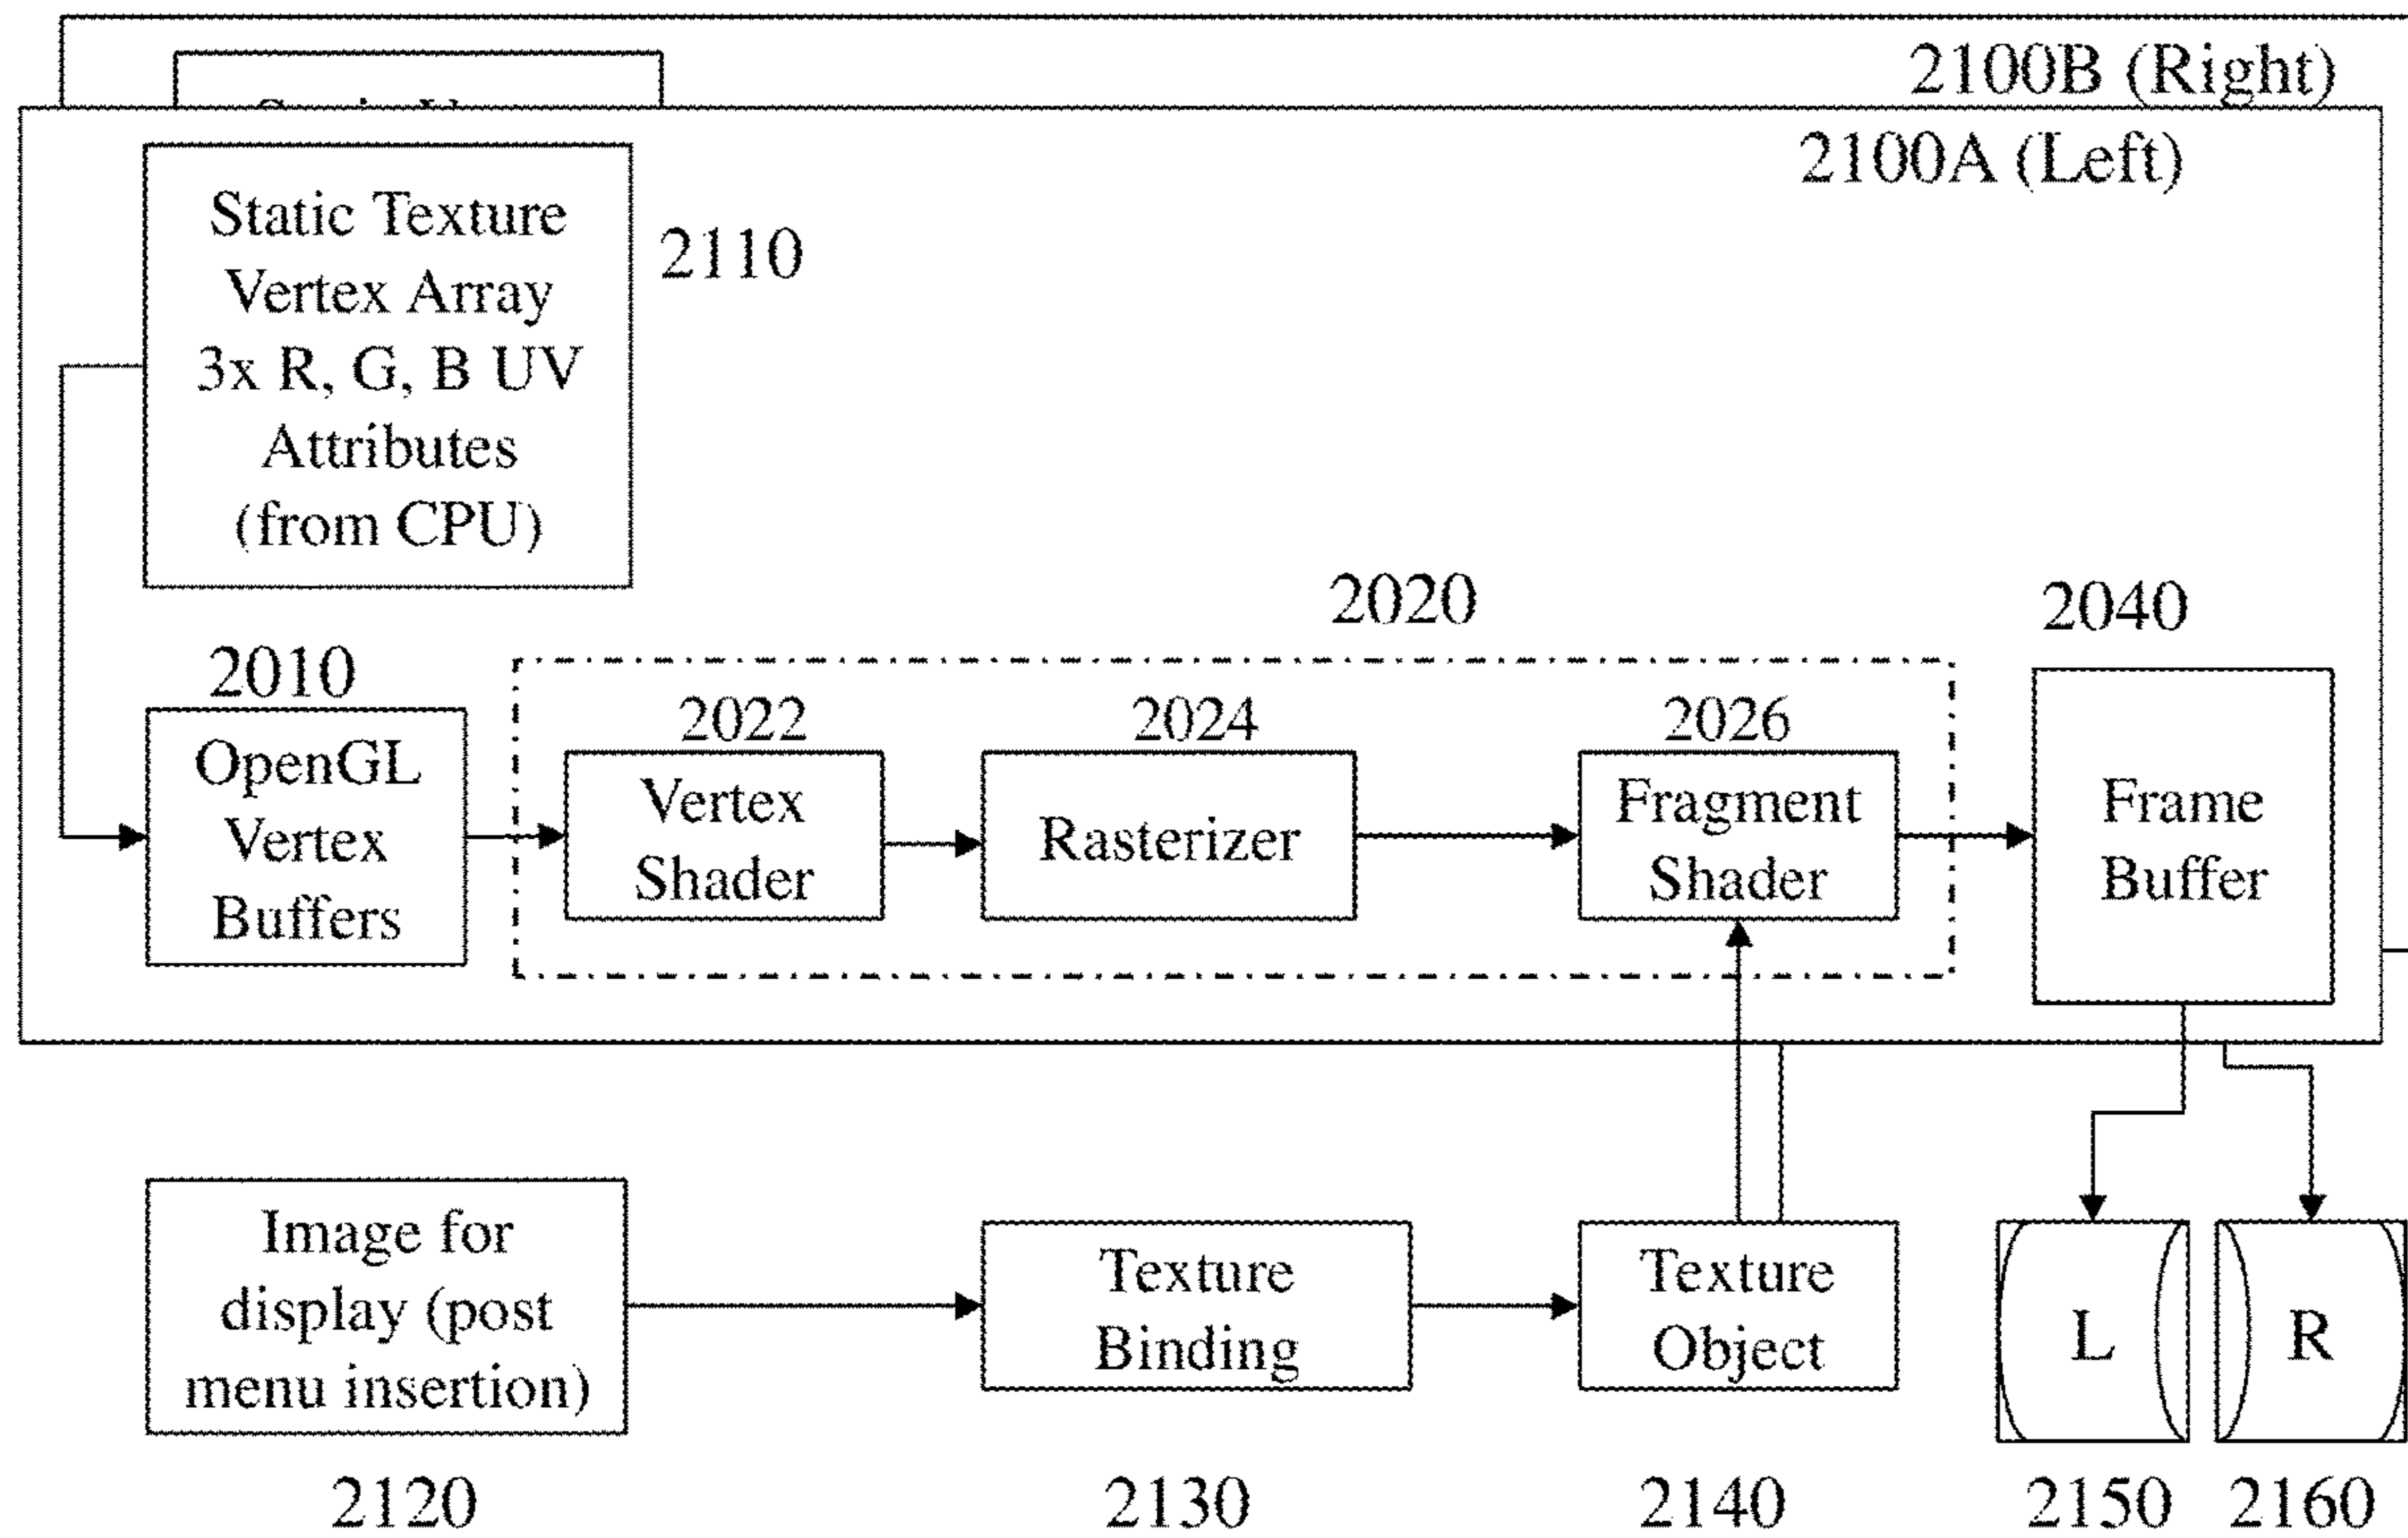 2100B (Right)
2100A (Left)
Static Texture
Vertex Array
3x R, G, B UV
Attributes
(from CPU)
2110
2020
2040
2010
2022
2024
2026
OpenGL
Vertex
Buffers
Vertex
Shader
Rasterizer
Fragment
Shader
Frame
Buffer
Image for
display (post
menu insertion)
Texture
Binding
Texture
Object
L
R
2120
2130
2140
2150
2160